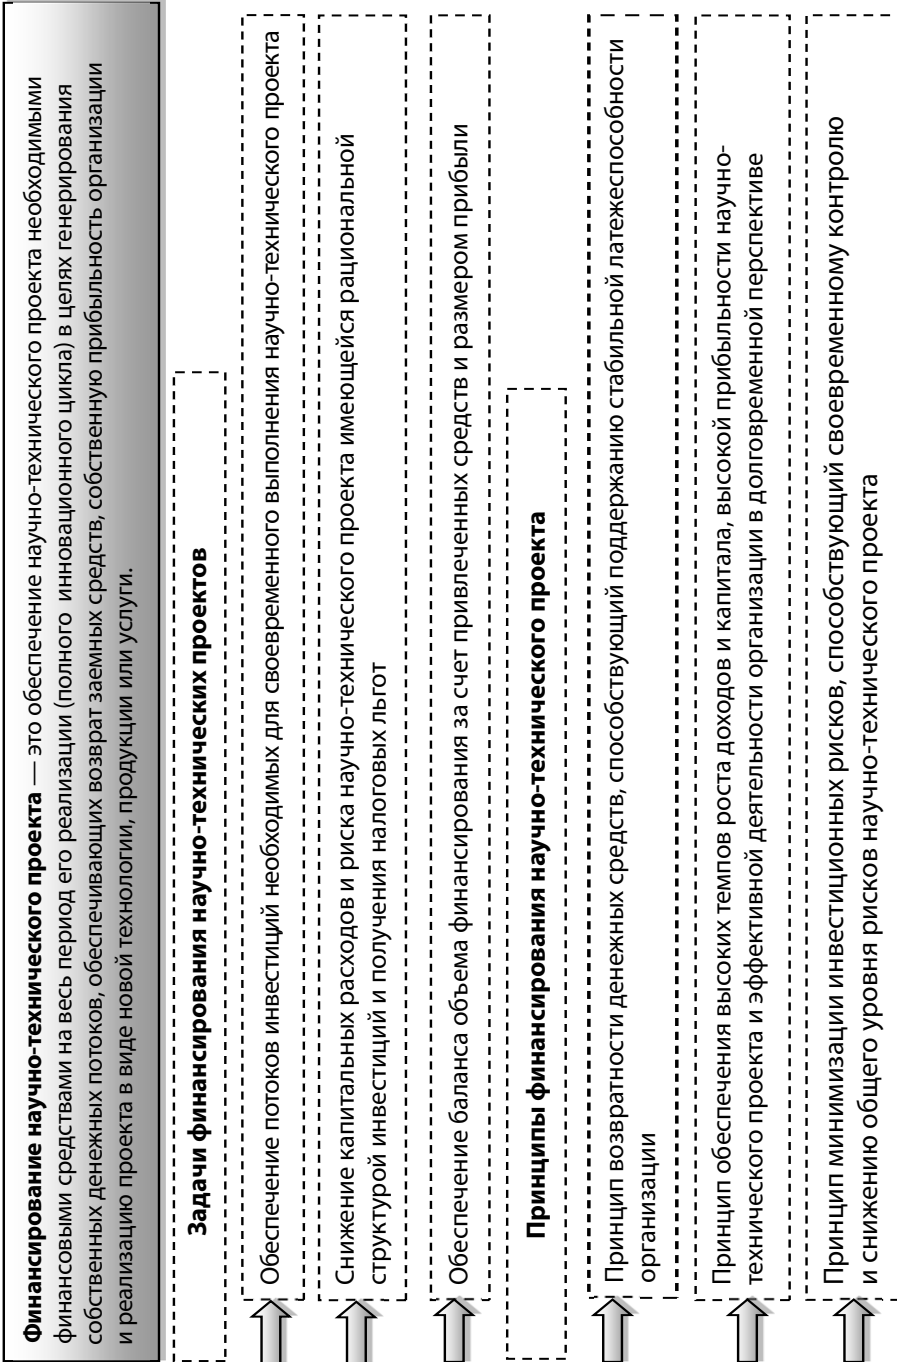 Финансирование научно-технического проекта — это обеспечение научно-технического проекта необходимыми
финансовыми средствами на весь период его реализации (полного инновационного цикла) в целях генерирования
собственных денежных потоков, обеспечивающих возврат заемных средств, собственную прибыльность организации
и реализацию проекта в виде новой технологии, продукции или услуги.
Задачи финансирования научно-технических проектов
Обеспечение потоков инвестиций необходимых для своевременного выполнения научно-технического проекта
Снижение капитальных расходов и риска научно-технического проекта имеющейся рациональной
структурой инвестиций и получения налоговых льгот
Обеспечение баланса объема финансирования за счет привлеченных средств и размером прибыли
Принципы финансирования научно-технического проекта
Принцип возвратности денежных средств, способствующий поддержанию стабильной латежеспособности
организации
Принцип обеспечения высоких темпов роста доходов и капитала, высокой прибыльности научно-
технического проекта и эффективной деятельности организации в долговременной перспективе
Принцип минимизации инвестиционных рисков, способствующий своевременному контролю
и снижению общего уровня рисков научно-технического проекта